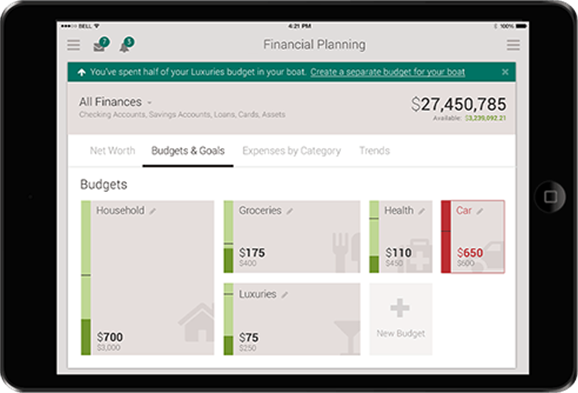 BELL 4:21 PM 100%
7 5 Financial Planning
You've spent half of your Luxuries budget in your boat. Create a separate budget for your boat
All Finances
$27,450,785
Checking Accounts, Savings Accounts, Loans, Cards, Assets
Available: $3,239,092.21
Net Worth Budgets & Goals Expenses by Category Trends
Budgets
Household
$700
$3,000
Groceries
$175
$400
Health
$110
$450
Car
$650
$600
Luxuries
$75
$250
New Budget